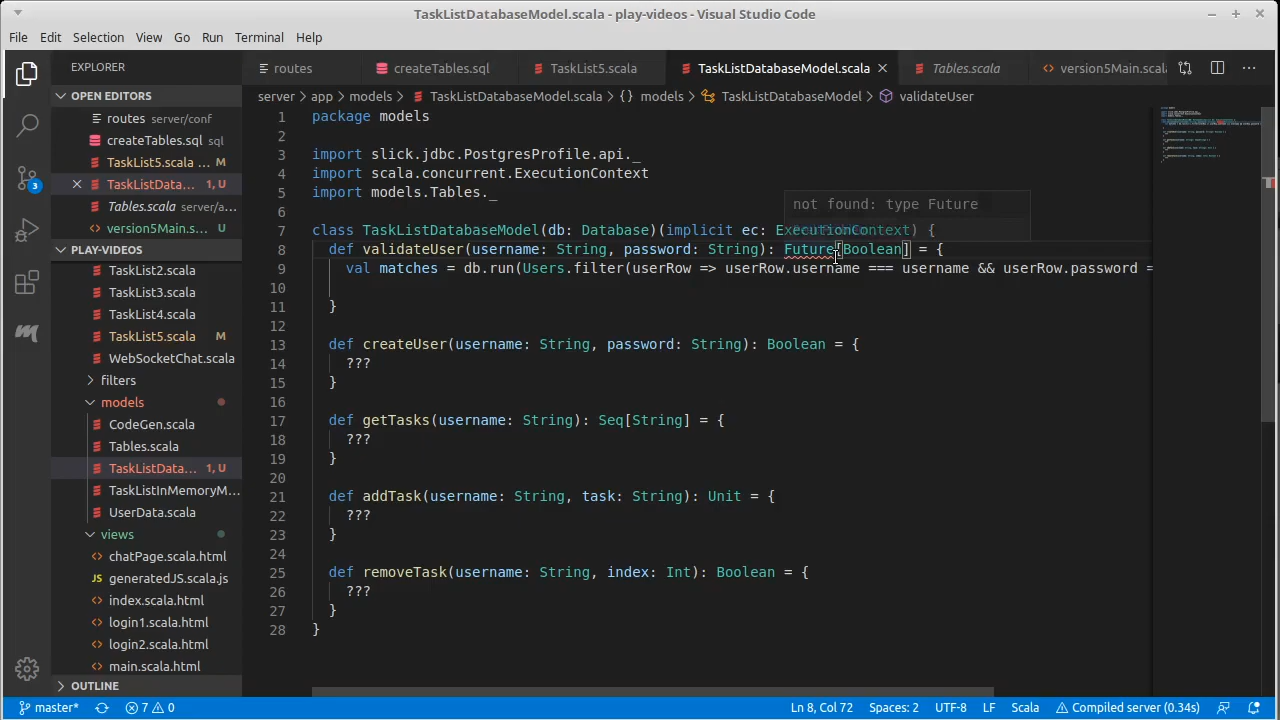 TaskListDatabaseModel.scala - play-videos - Visual Studio Code
File Edit Selection View Go Run Terminal Help
EXPLORER
routes createTables.sql TaskList5.scala TaskListDatabaseModel.scala Tables.scala version5Main.scala
OPEN EDITORS
server > app > models > TaskListDatabaseModel.scala > {} models > TaskListDatabaseModel > validateUser
routes server/conf
createTables.sql sql
TaskList5.scala ... M
TaskListData... 1, U
Tables.scala server/a...
version5Main.s... U
PLAY-VIDEOS
TaskList2.scala
TaskList3.scala
TaskList4.scala
TaskList5.scala M
WebSocketChat.scala
filters
models
CodeGen.scala
Tables.scala
TaskListData... 1, U
TaskListInMemoryM...
UserData.scala
views
chatPage.scala.html
generatedJS.scala.js
index.scala.html
login1.scala.html
login2.scala.html
main.scala.html
OUTLINE
3
1 package models
2
3 import slick.jdbc.PostgresProfile.api._
4 import scala.concurrent.ExecutionContext
5 import models.Tables._
6
not found: type Future
7 class TaskListDatabaseModel(db: Database)(implicit ec: ExecutionContext) {
8 def validateUser(username: String, password: String): Future[Boolean] = {
9 val matches = db.run(Users.filter(userRow => userRow.username === username && userRow.password =
10
11 }
12
13 def createUser(username: String, password: String): Boolean = {
14 ???
15 }
16
17 def getTasks(username: String): Seq[String] = {
18 ???
19 }
20
21 def addTask(username: String, task: String): Unit = {
22 ???
23 }
24
25 def removeTask(username: String, index: Int): Boolean = {
26 ???
27 }
28 }
master* 7 0 Ln 8, Col 72 Spaces: 2 UTF-8 LF Scala Compiled server (0.34s)